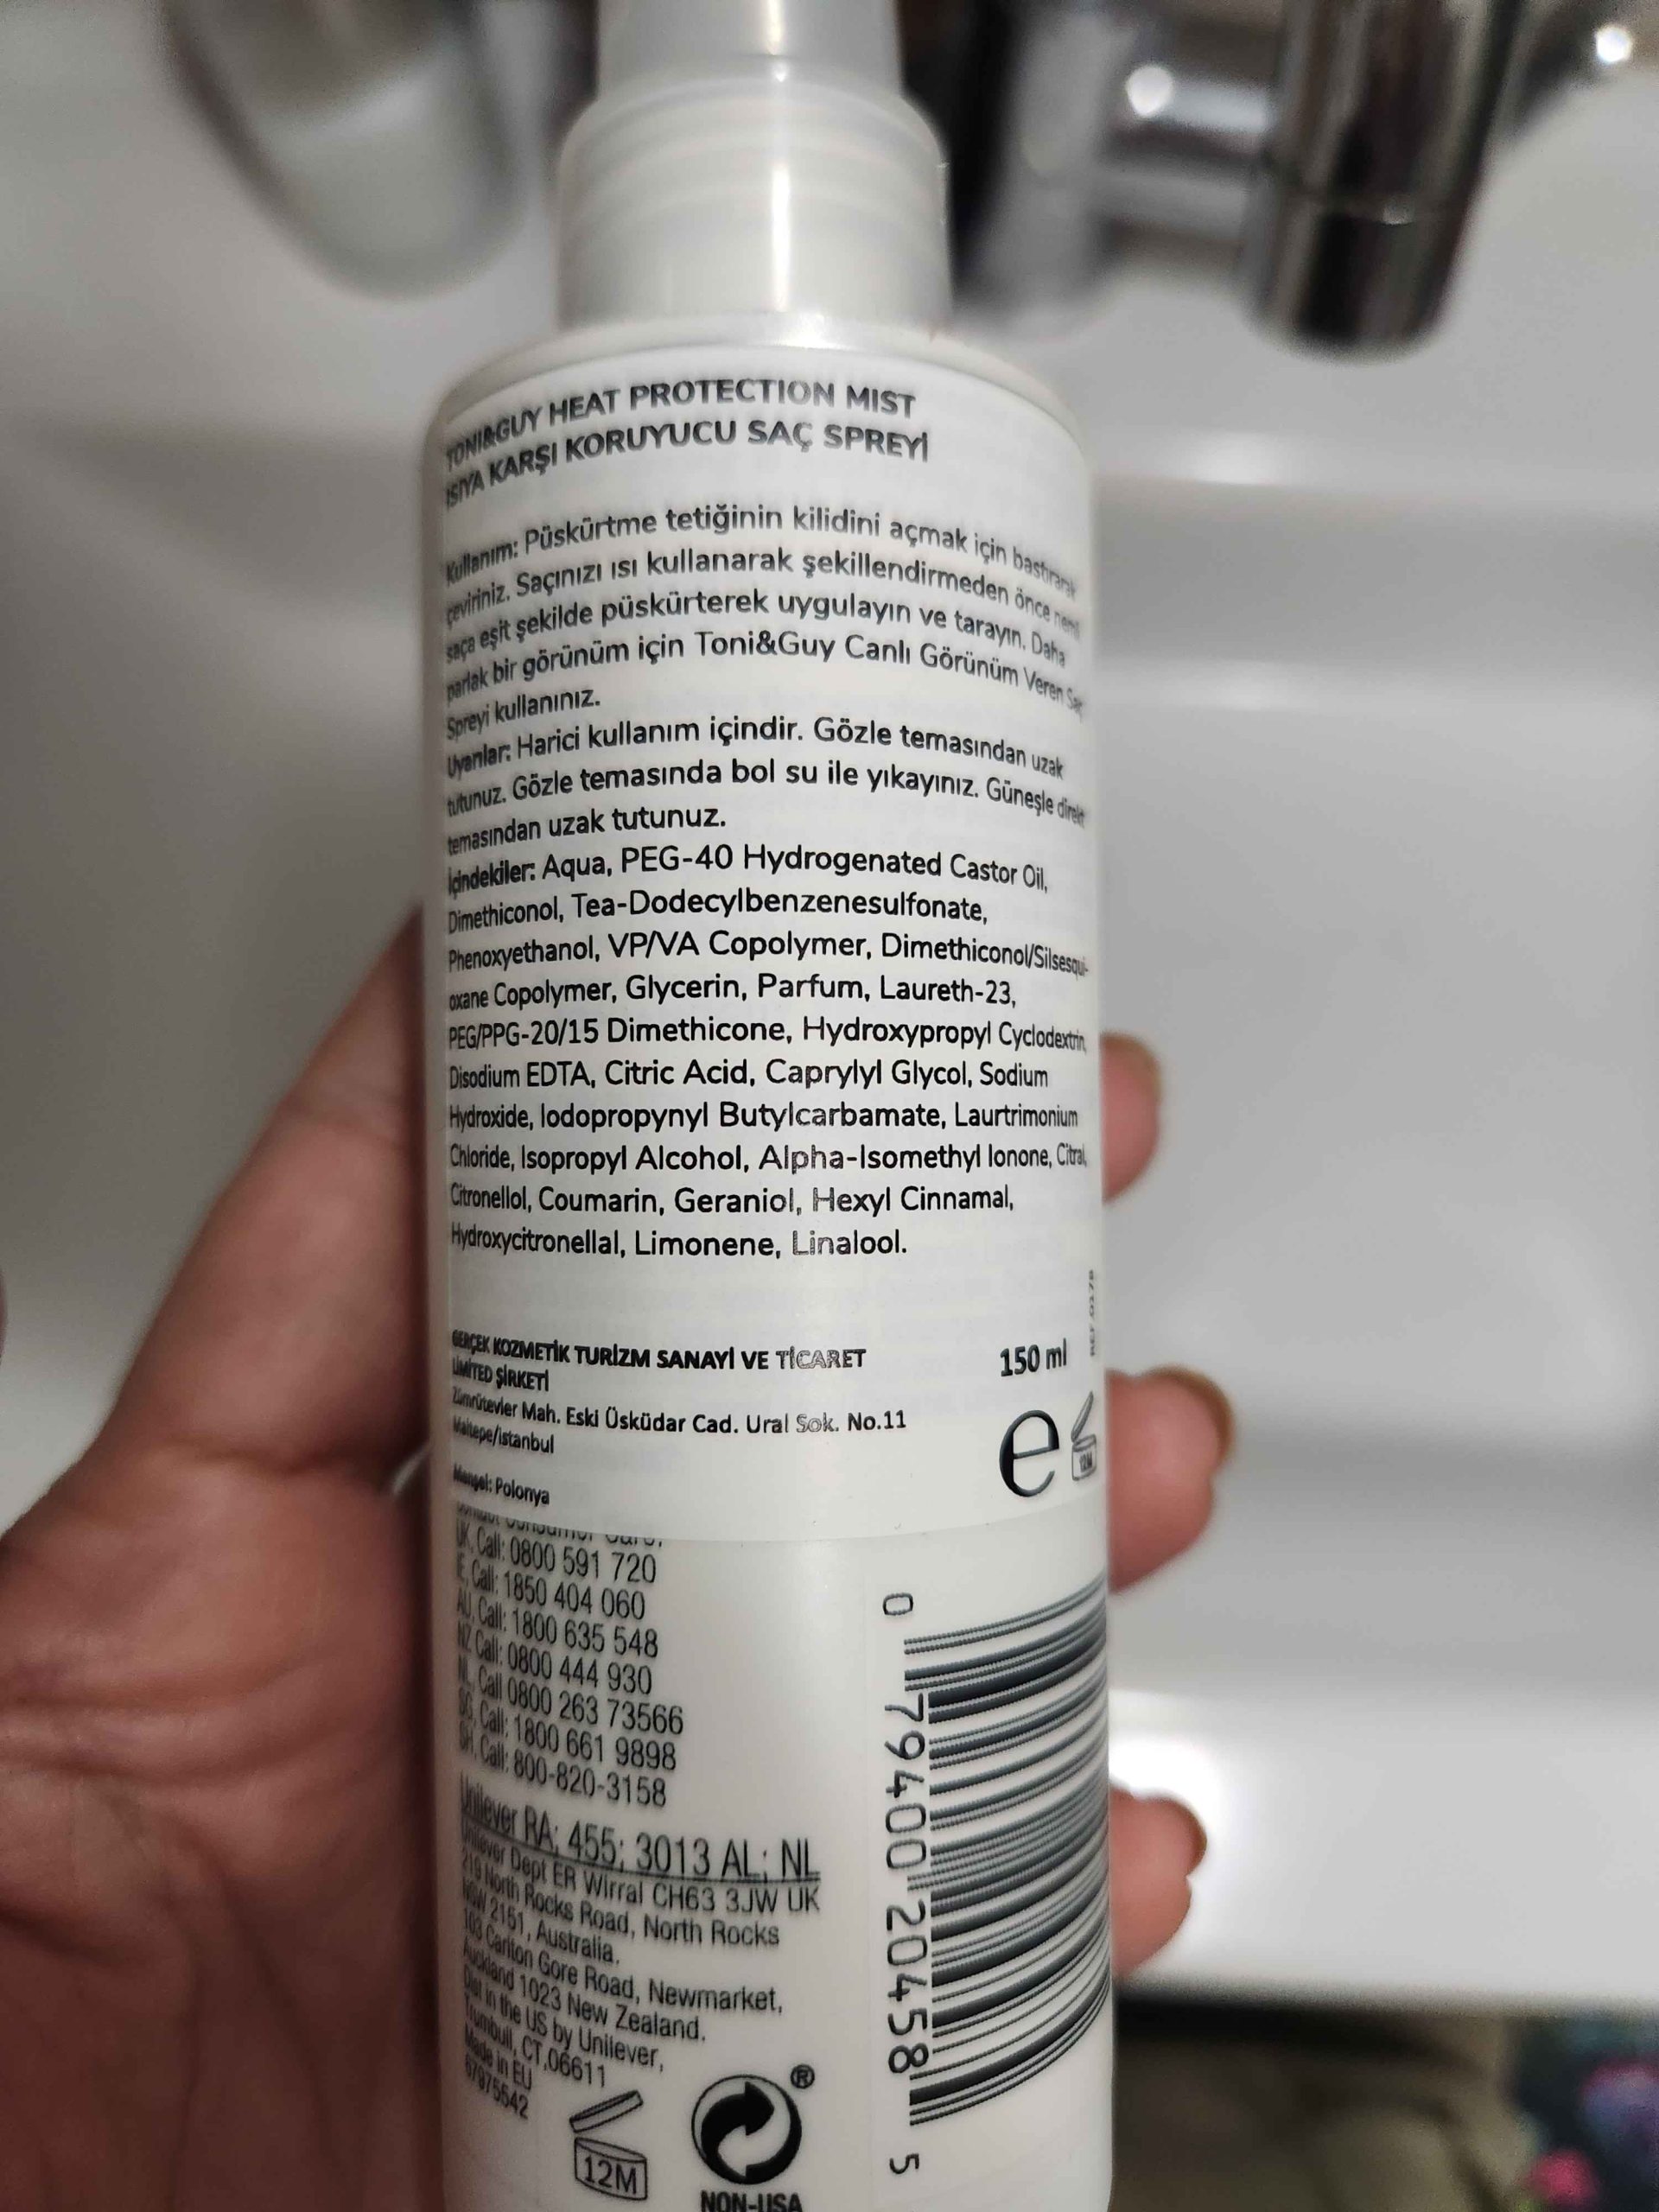 TONI&GUY HEAT PROTECTION MIST
ISIYA KARŞI KORUYUCU SAÇ SPREYİ
Kullanım: Püskürtme tetiğinin kilidini açmak için bastırarak
çeviriniz. Saçınızı ısı kullanarak şekillendirmeden önce nemli
saça eşit şekilde püskürterek uygulayın ve tarayın. Daha
parlak bir görünüm için Toni&Guy Canlı Görünüm Veren Saç
Spreyi kullanınız.
Uyarılar: Harici kullanım içindir. Gözle temasından uzak
tutunuz. Gözle temasında bol su ile yıkayınız. Güneşle direkt
temasından uzak tutunuz.
İçindekiler: Aqua, PEG-40 Hydrogenated Castor Oil,
Dimethiconol, Tea-Dodecylbenzenesulfonate,
Phenoxyethanol, VP/VA Copolymer, Dimethiconol/Silsesqui-
oxane Copolymer, Glycerin, Parfum, Laureth-23,
PEG/PPG-20/15 Dimethicone, Hydroxypropyl Cyclodextrin,
Disodium EDTA, Citric Acid, Caprylyl Glycol, Sodium
Hydroxide, Iodopropynyl Butylcarbamate, Laurtrimonium
Chloride, Isopropyl Alcohol, Alpha-Isomethyl Ionone, Citral,
Citronellol, Coumarin, Geraniol, Hexyl Cinnamal,
Hydroxycitronellal, Limonene, Linalool.
GERÇEK KOZMETİK TURİZM SANAYİ VE TİCARET
LİMİTED ŞİRKETİ
Zümrütevler Mah. Eski Üsküdar Cad. Ural Sok. No.11
Maltepe/istanbul
Menşei: Polonya
150 ml
e
12M
UK, Call: 0800 591 720
IE, Call: 1850 404 060
AU, Call: 1800 635 548
NZ Call: 0800 444 930
NL, Call 0800 263 73566
SG, Call: 1800 661 9898
Call: 800-820-3158
Unilever RA; 455; 3013 AL; NL
Unilever Dept ER Wirral CH63 3JW UK
219 North Rocks Road, North Rocks
NSW 2151, Australia.
103 Carlton Gore Road, Newmarket,
Auckland 1023 New Zealand.
Dist in the US by Unilever,
Trumbull, CT,06611
Made in EU
67975542
12M
®
NON-USA
0 79400 20458 5